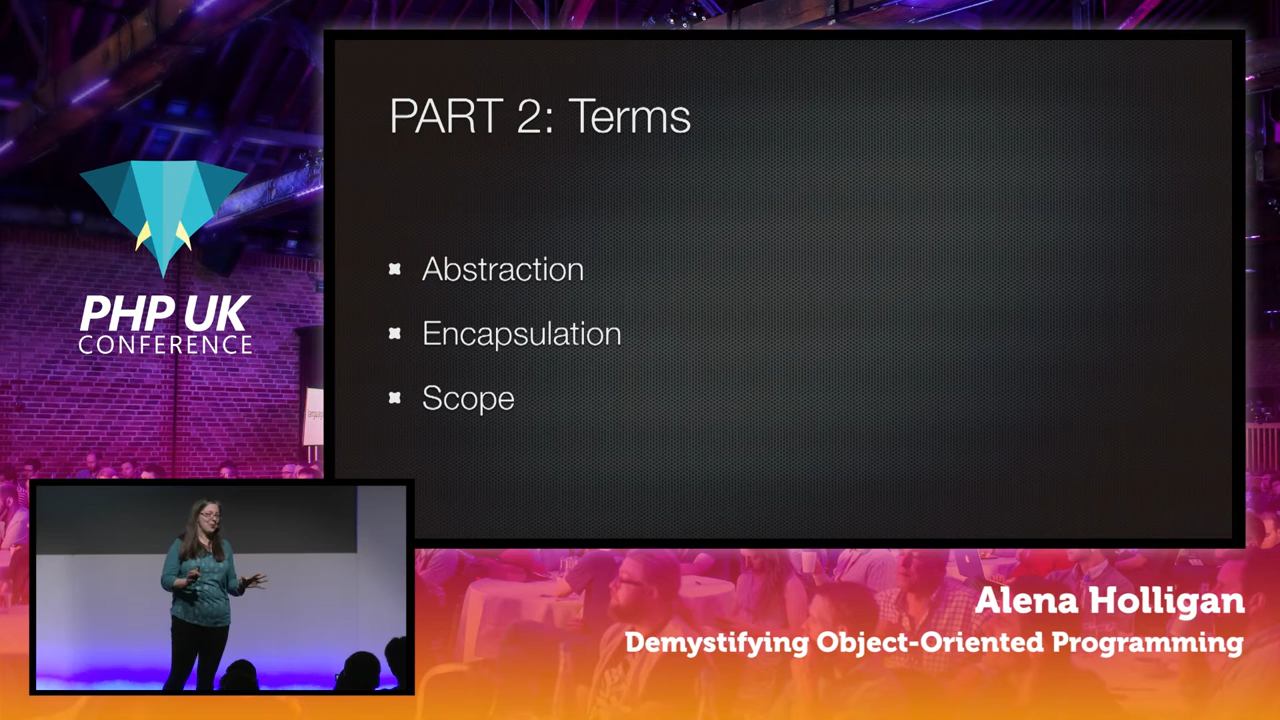 PART 2: Terms
Abstraction
Encapsulation
Scope
PHP UK
CONFERENCE
Alena Holligan
Demystifying Object-Oriented Programming